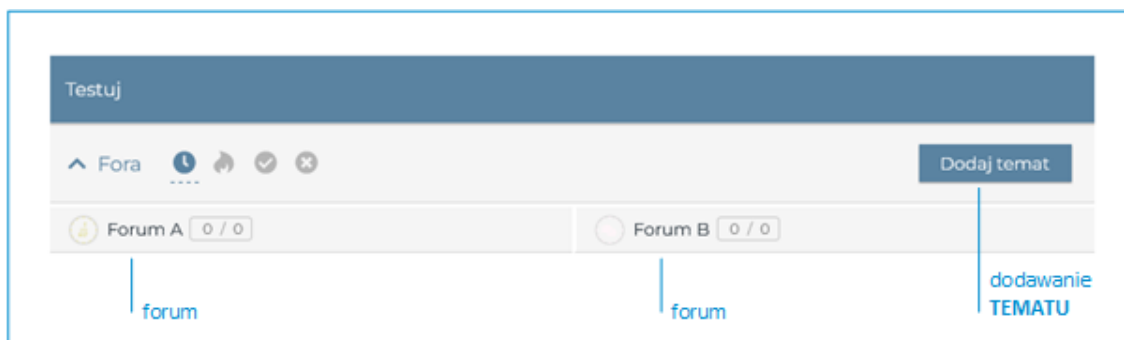 Testuj
Fora
Dodaj temat
Forum A 0 / 0
Forum B 0 / 0
forum
forum
dodawanie
TEMATU